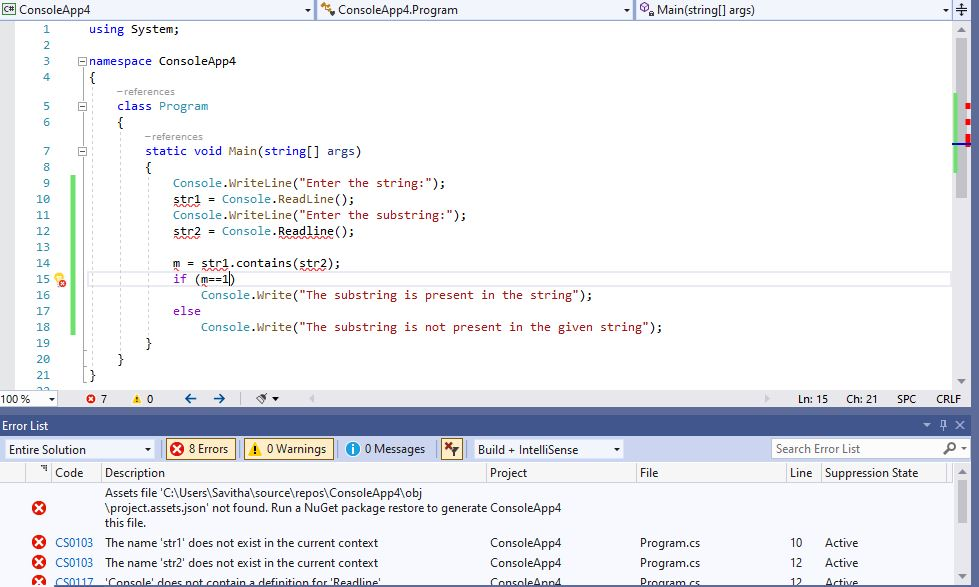 C# ConsoleApp4 ConsoleApp4.Program Main(string[] args)
1 using System;
2
3 namespace ConsoleApp4
4 {
–references
5 class Program
6 {
–references
7 static void Main(string[] args)
8 {
9 Console.WriteLine("Enter the string:");
10 str1 = Console.ReadLine();
11 Console.WriteLine("Enter the substring:");
12 str2 = Console.Readline();
13
14 m = str1.contains(str2);
15 if (m==1)
16 Console.Write("The substring is present in the string");
17 else
18 Console.Write("The substring is not present in the given string");
19 }
20 }
21 }
22
100 % 7 0 Ln: 15 Ch: 21 SPC CRLF
Error List
Entire Solution 8 Errors 0 Warnings 0 Messages Build + IntelliSense Search Error List
Code Description Project File Line Suppression State
Assets file 'C:\Users\Savitha\source\repos\ConsoleApp4\obj
\project.assets.json' not found. Run a NuGet package restore to generate ConsoleApp4
this file.
CS0103 The name 'str1' does not exist in the current context ConsoleApp4 Program.cs 10 Active
CS0103 The name 'str2' does not exist in the current context ConsoleApp4 Program.cs 12 Active
CS0117 'Console' does not contain a definition for 'Readline' ConsoleApp4 Program.cs 12 Active